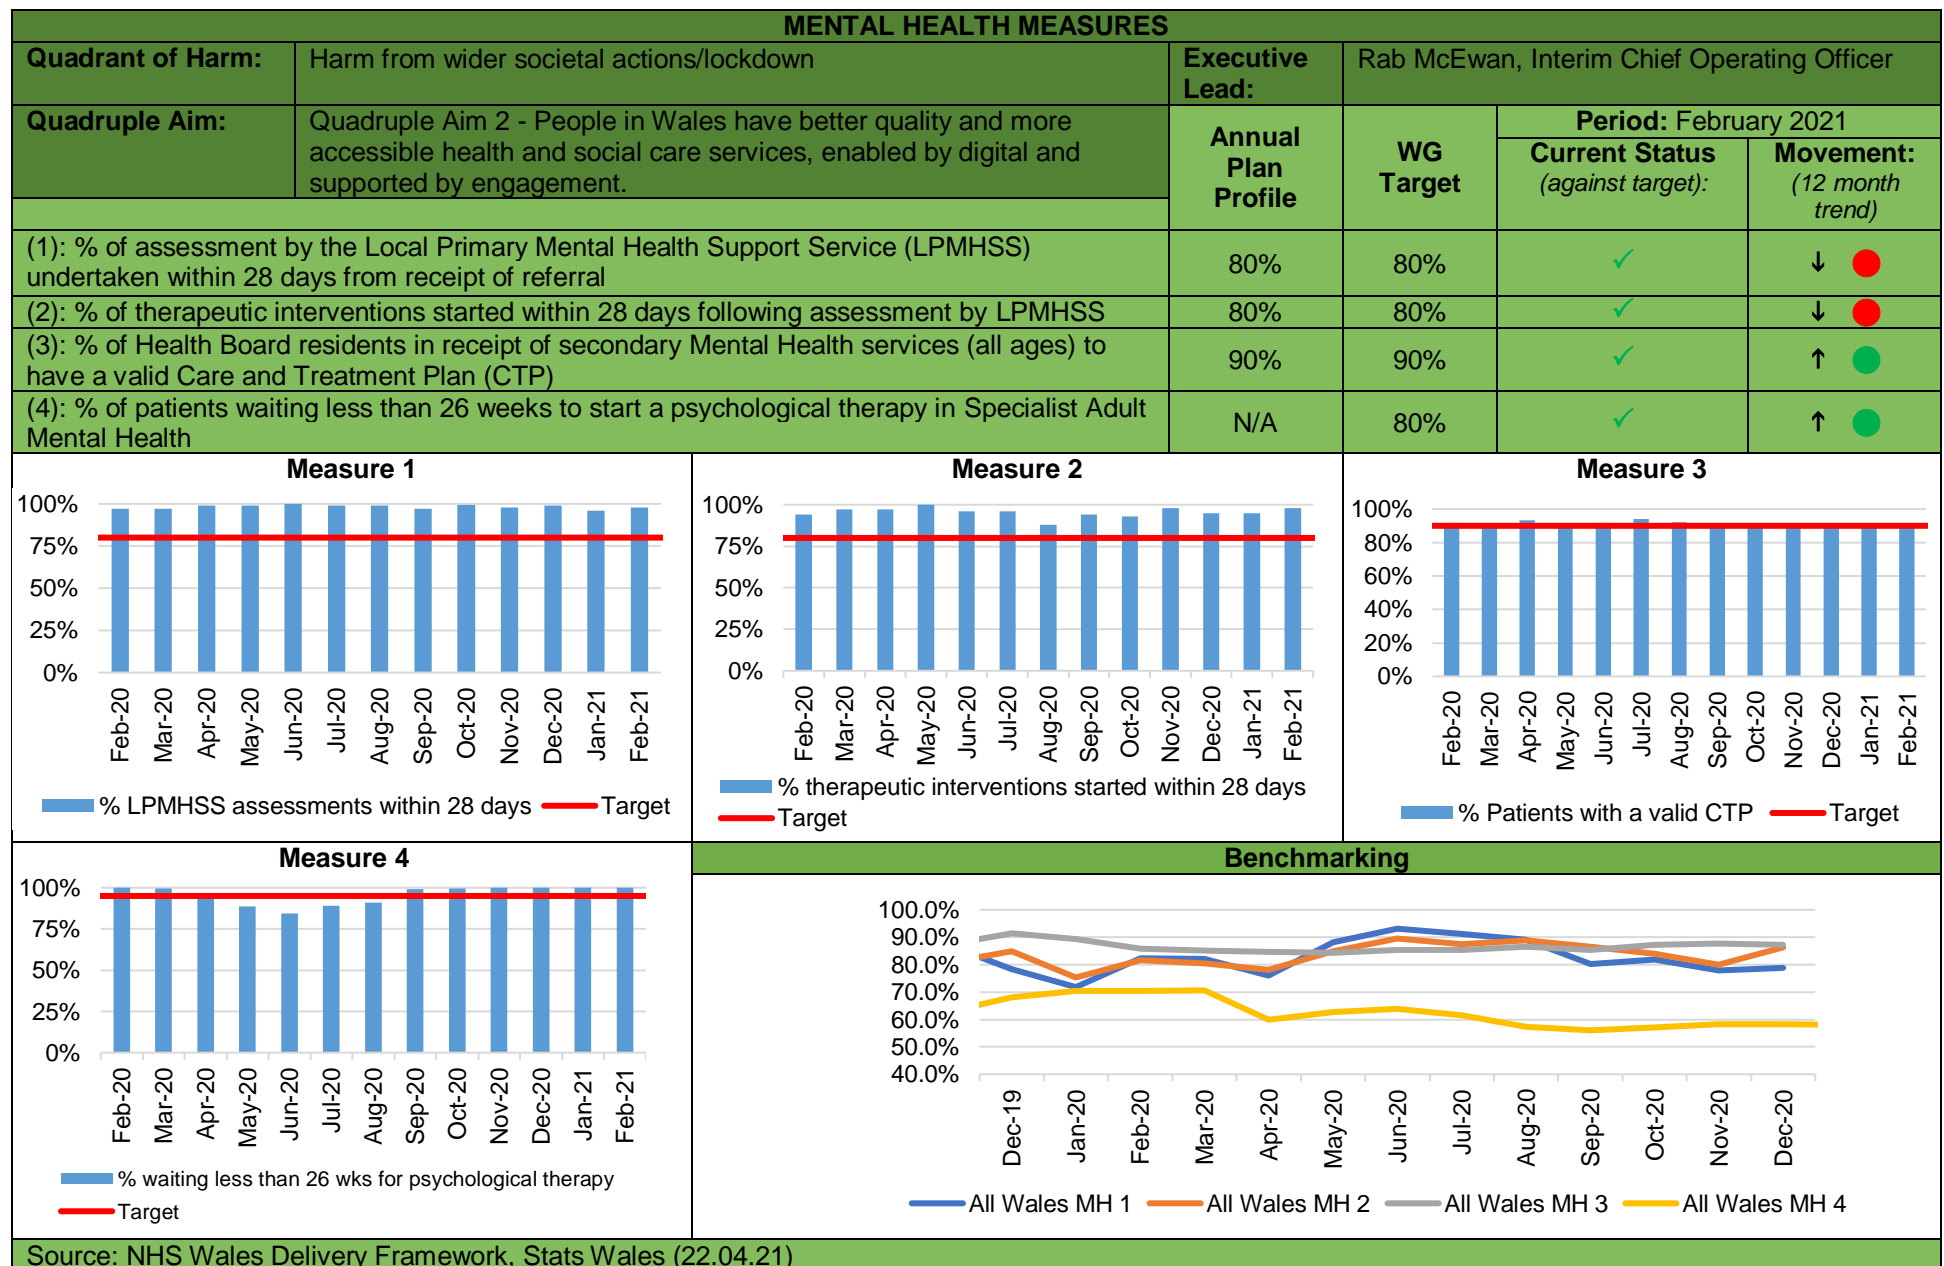 MENTAL HEALTH MEASURES
Quadrant of Harm:
Harm from wider societal actions/lockdown
Executive
Lead:
Rab McEwan, Interim Chief Operating Officer
Quadruple Aim:
Quadruple Aim 2 - People in Wales have better quality and more
accessible health and social care services, enabled by digital and
supported by engagement.
Annual
Plan
Profile
WG
Target
Period: February 2021
Current Status
(against target):
Movement:
(12 month
trend)
(1): % of assessment by the Local Primary Mental Health Support Service (LPMHSS)
undertaken within 28 days from receipt of referral
80%
80%
✓
↓
(2): % of therapeutic interventions started within 28 days following assessment by LPMHSS
80%
80%
✓
↓
(3): % of Health Board residents in receipt of secondary Mental Health services (all ages) to
have a valid Care and Treatment Plan (CTP)
90%
90%
✓
↑
(4): % of patients waiting less than 26 weeks to start a psychological therapy in Specialist Adult
Mental Health
N/A
80%
✓
↑
Measure 1
100%
75%
50%
25%
0%
Feb-20
Mar-20
Apr-20
May-20
Jun-20
Jul-20
Aug-20
Sep-20
Oct-20
Nov-20
Dec-20
Jan-21
Feb-21
% LPMHSS assessments within 28 days
Target
Measure 2
100%
75%
50%
25%
0%
Feb-20
Mar-20
Apr-20
May-20
Jun-20
Jul-20
Aug-20
Sep-20
Oct-20
Nov-20
Dec-20
Jan-21
Feb-21
% therapeutic interventions started within 28 days
Target
Measure 3
100%
80%
60%
40%
20%
0%
Feb-20
Mar-20
Apr-20
May-20
Jun-20
Jul-20
Aug-20
Sep-20
Oct-20
Nov-20
Dec-20
Jan-21
Feb-21
% Patients with a valid CTP
Target
Measure 4
100%
75%
50%
25%
0%
Feb-20
Mar-20
Apr-20
May-20
Jun-20
Jul-20
Aug-20
Sep-20
Oct-20
Nov-20
Dec-20
Jan-21
Feb-21
% waiting less than 26 wks for psychological therapy
Target
Benchmarking
100.0%
90.0%
80.0%
70.0%
60.0%
50.0%
40.0%
Dec-19
Jan-20
Feb-20
Mar-20
Apr-20
May-20
Jun-20
Jul-20
Aug-20
Sep-20
Oct-20
Nov-20
Dec-20
All Wales MH 1
All Wales MH 2
All Wales MH 3
All Wales MH 4
Source: NHS Wales Delivery Framework, Stats Wales (22.04.21)